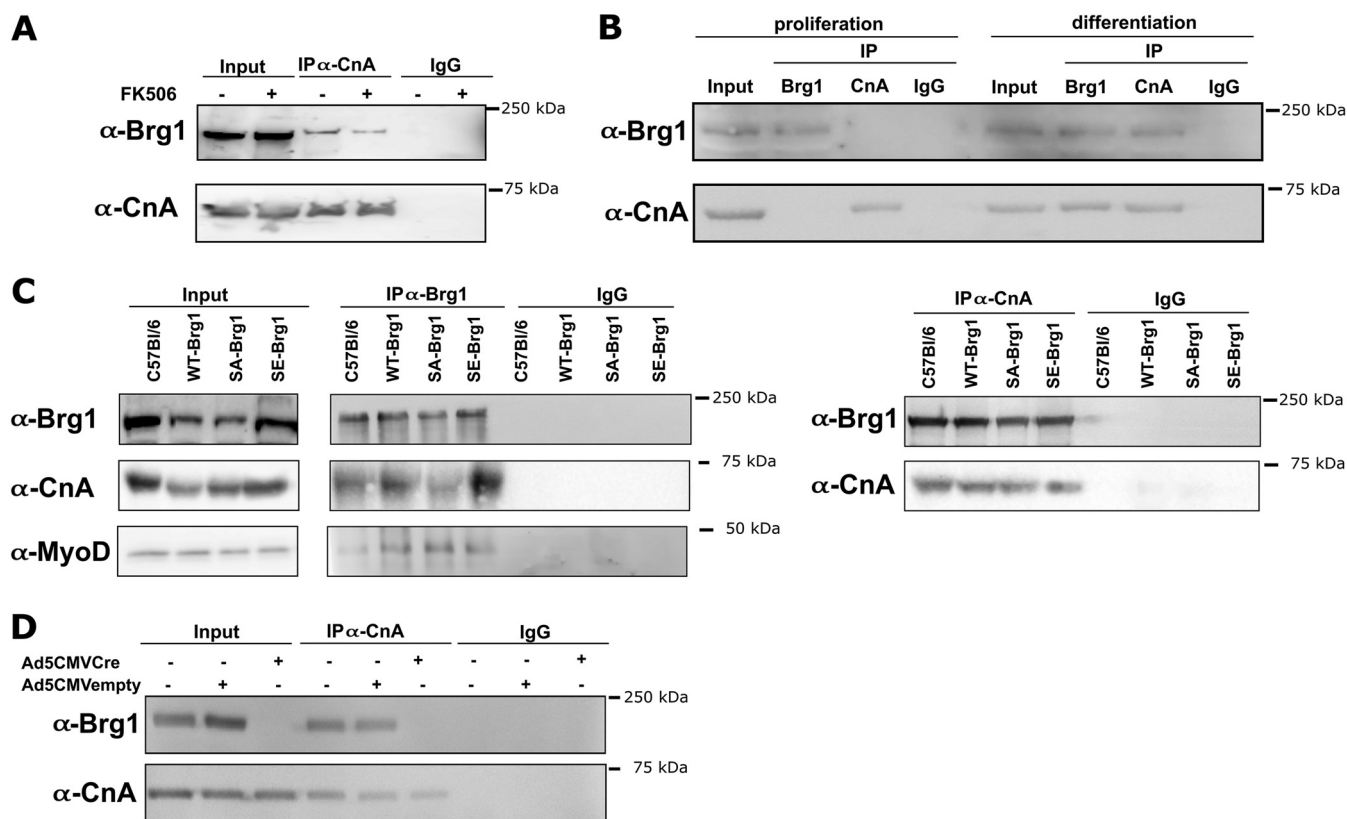 A
Input IPα-CnA IgG
FK506 - + - + - +
250 kDa
α-Brg1
75 kDa
α-CnA
B
proliferation differentiation
IP IP
Input Brg1 CnA IgG Input Brg1 CnA IgG
250 kDa
α-Brg1
75 kDa
α-CnA
C
Input IPα-Brg1 IgG
C57Bl/6 WT-Brg1 SA-Brg1 SE-Brg1 C57Bl/6 WT-Brg1 SA-Brg1 SE-Brg1 C57Bl/6 WT-Brg1 SA-Brg1 SE-Brg1
250 kDa
α-Brg1
75 kDa
α-CnA
50 kDa
α-MyoD
IPα-CnA IgG
C57Bl/6 WT-Brg1 SA-Brg1 SE-Brg1 C57Bl/6 WT-Brg1 SA-Brg1 SE-Brg1
250 kDa
α-Brg1
75 kDa
α-CnA
D
Input IPα-CnA IgG
Ad5CMVCre - - + - - + - - +
Ad5CMVempty - + - - + - - + -
250 kDa
α-Brg1
75 kDa
α-CnA